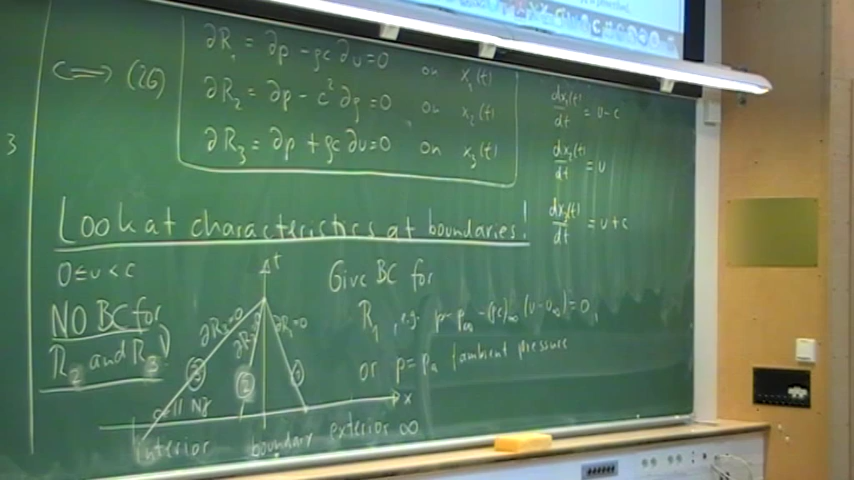 3
⟺ (26)
∂R₁ = ∂p - ρc ∂u = 0 on x₁(t)
∂R₂ = ∂p - c² ∂ρ = 0 on x₂(t)
∂R₃ = ∂p + ρc ∂u = 0 on x₃(t)
dx₁(t)/dt = u - c
dx₂(t)/dt = u
dx₃(t)/dt = u + c
Look at characteristics at boundaries!
0 ≤ u < c
NO BC for
R₂ and R₃!
t
∂R₃=0
∂R₂=0
∂R₁=0
③
②
①
cell NJ
x
interior boundary exterior ∞
Give BC for
R₁, e.g. p - p∞ - (ρc)∞ (u - u∞) = 0,
or p = pa (ambient pressure